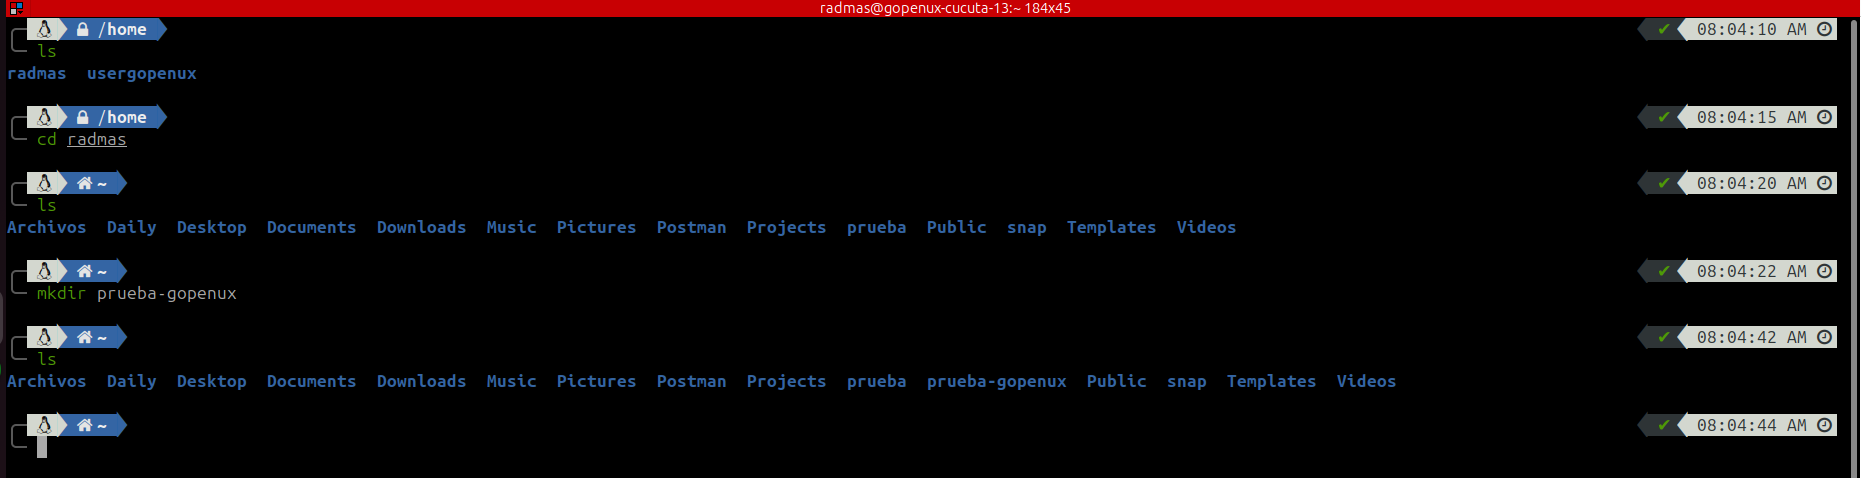 radmas@gopenux-cucuta-13:~ 184x45
/home ✔ 08:04:10 AM
ls
radmas usergopenux
/home ✔ 08:04:15 AM
cd radmas
~ ✔ 08:04:20 AM
ls
Archivos Daily Desktop Documents Downloads Music Pictures Postman Projects prueba Public snap Templates Videos
~ ✔ 08:04:22 AM
mkdir prueba-gopenux
~ ✔ 08:04:42 AM
ls
Archivos Daily Desktop Documents Downloads Music Pictures Postman Projects prueba prueba-gopenux Public snap Templates Videos
~ ✔ 08:04:44 AM